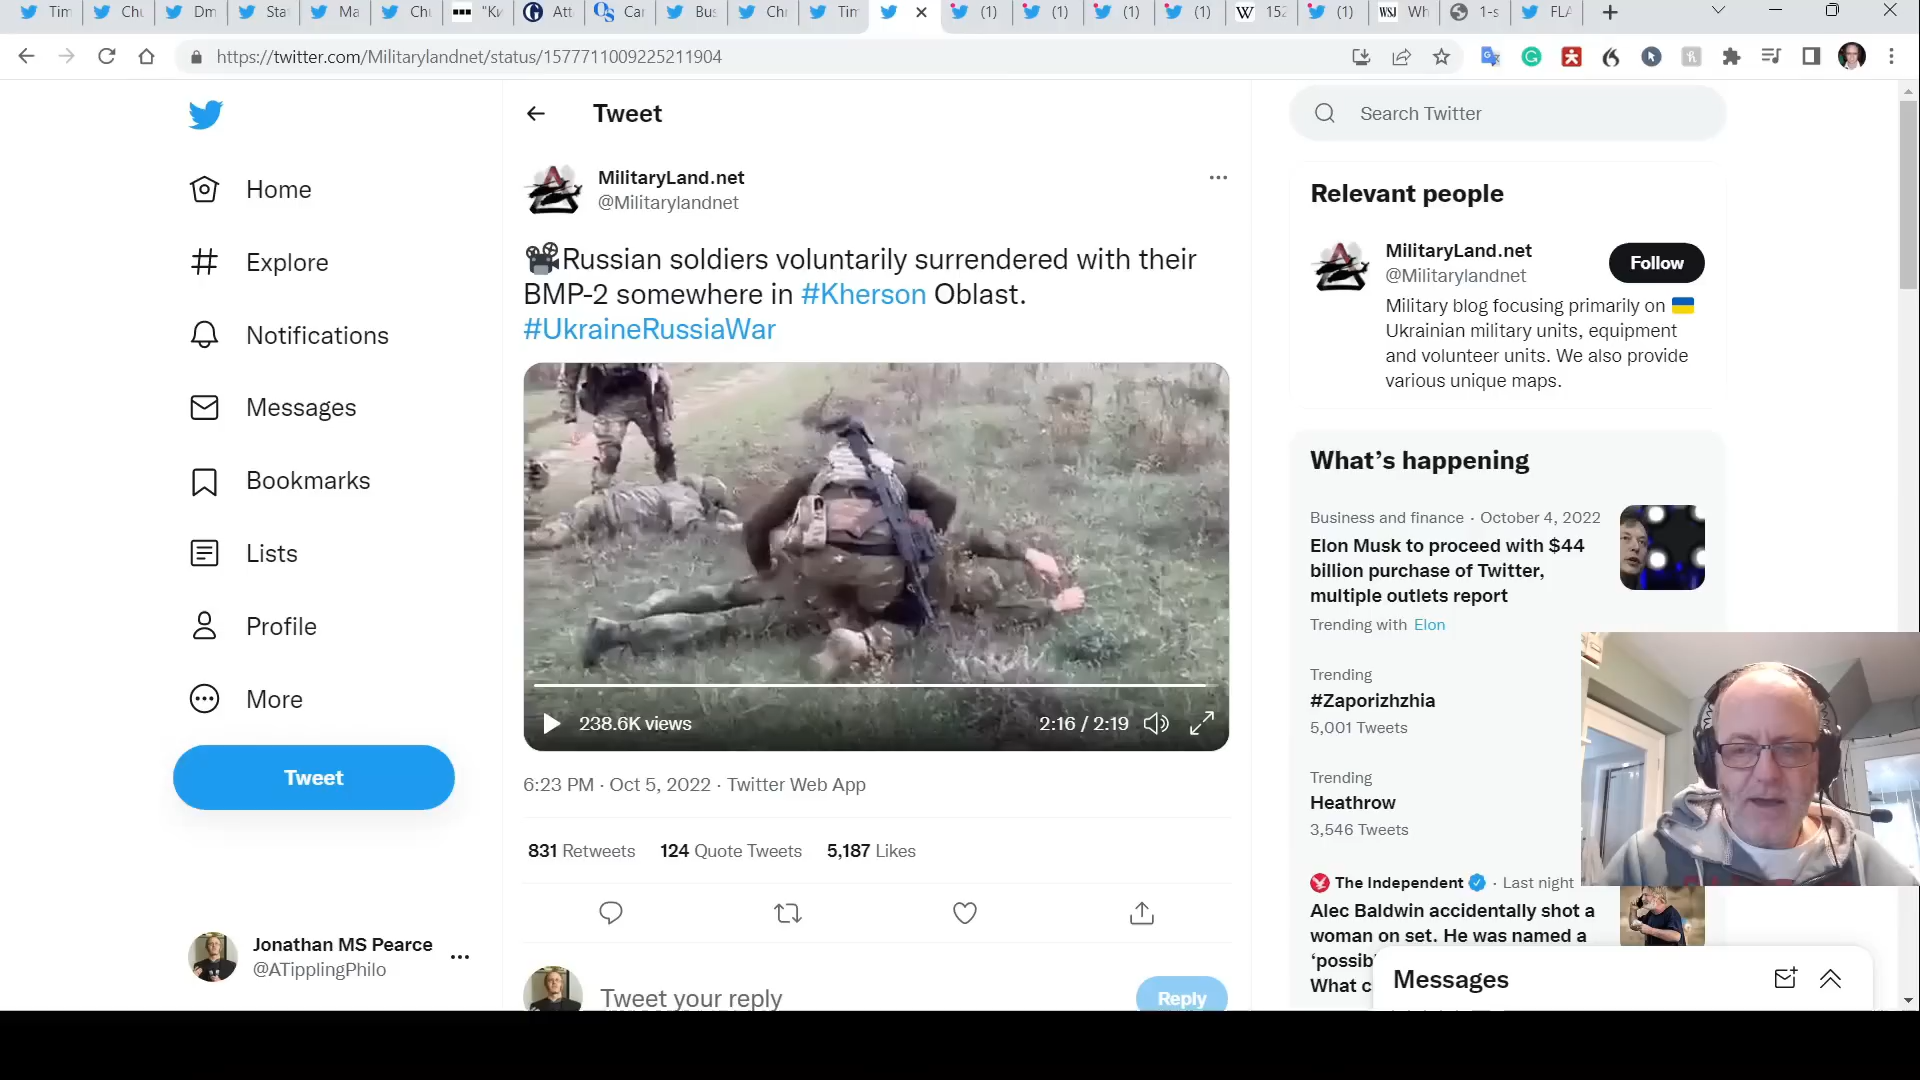 Tim
Chu
Dm
Sta
Ma
Chu
Att
Car
Bus
Chr
Tim
(1)
(1)
(1)
(1)
W
152
(1)
WSJ
Wh
1-s
FLA
https://twitter.com/Militarylandnet/status/1577711009225211904
Home
Explore
Notifications
Messages
Bookmarks
Lists
Profile
More
Tweet
Jonathan MS Pearce
@ATipplingPhilo
Tweet
MilitaryLand.net
@Militarylandnet
Russian soldiers voluntarily surrendered with their
BMP-2 somewhere in #Kherson Oblast.
#UkraineRussiaWar
238.6K views
2:16 / 2:19
6:23 PM · Oct 5, 2022 · Twitter Web App
831 Retweets 124 Quote Tweets 5,187 Likes
Tweet your reply
Reply
Search Twitter
Relevant people
MilitaryLand.net
@Militarylandnet
Follow
Military blog focusing primarily on
Ukrainian military units, equipment
and volunteer units. We also provide
various unique maps.
What's happening
Business and finance · October 4, 2022
Elon Musk to proceed with $44
billion purchase of Twitter,
multiple outlets report
Trending with Elon
Trending
#Zaporizhzhia
5,001 Tweets
Trending
Heathrow
3,546 Tweets
The Independent · Last night
Alec Baldwin accidentally shot a
woman on set. He was named a
'possib
What c
Messages